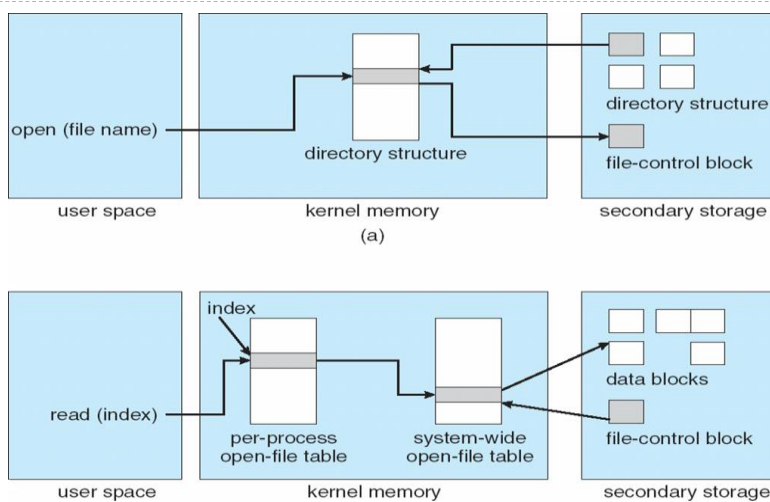 open (file name)
directory structure
directory structure
file-control block
user space
kernel memory
secondary storage
(a)
index
read (index)
per-process
open-file table
system-wide
open-file table
data blocks
file-control block
user space
kernel memory
secondary storage